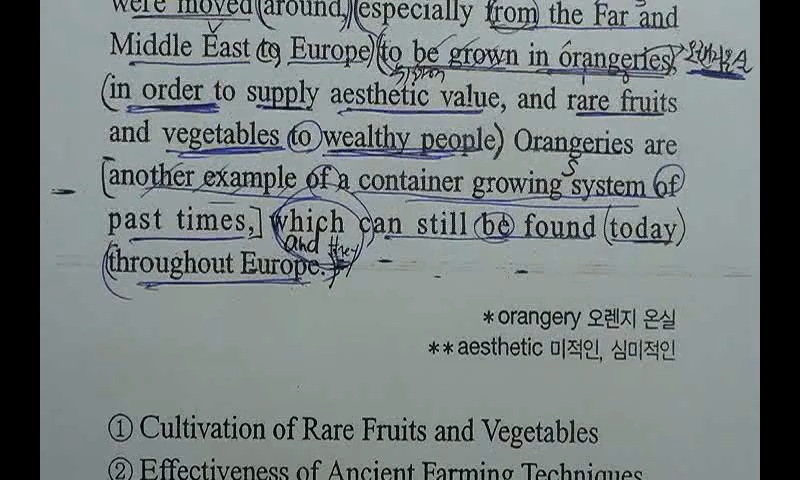 were moved around, especially from the Far and
Middle East to Europe to be grown in orangeries
in order to supply aesthetic value, and rare fruits
and vegetables to wealthy people. Orangeries are
another example of a container growing system of
past times, which can still be found today
and they
throughout Europe.
*orangery 오렌지 온실
**aesthetic 미적인, 심미적인
① Cultivation of Rare Fruits and Vegetables
② Effectiveness of Ancient Farming Techniques